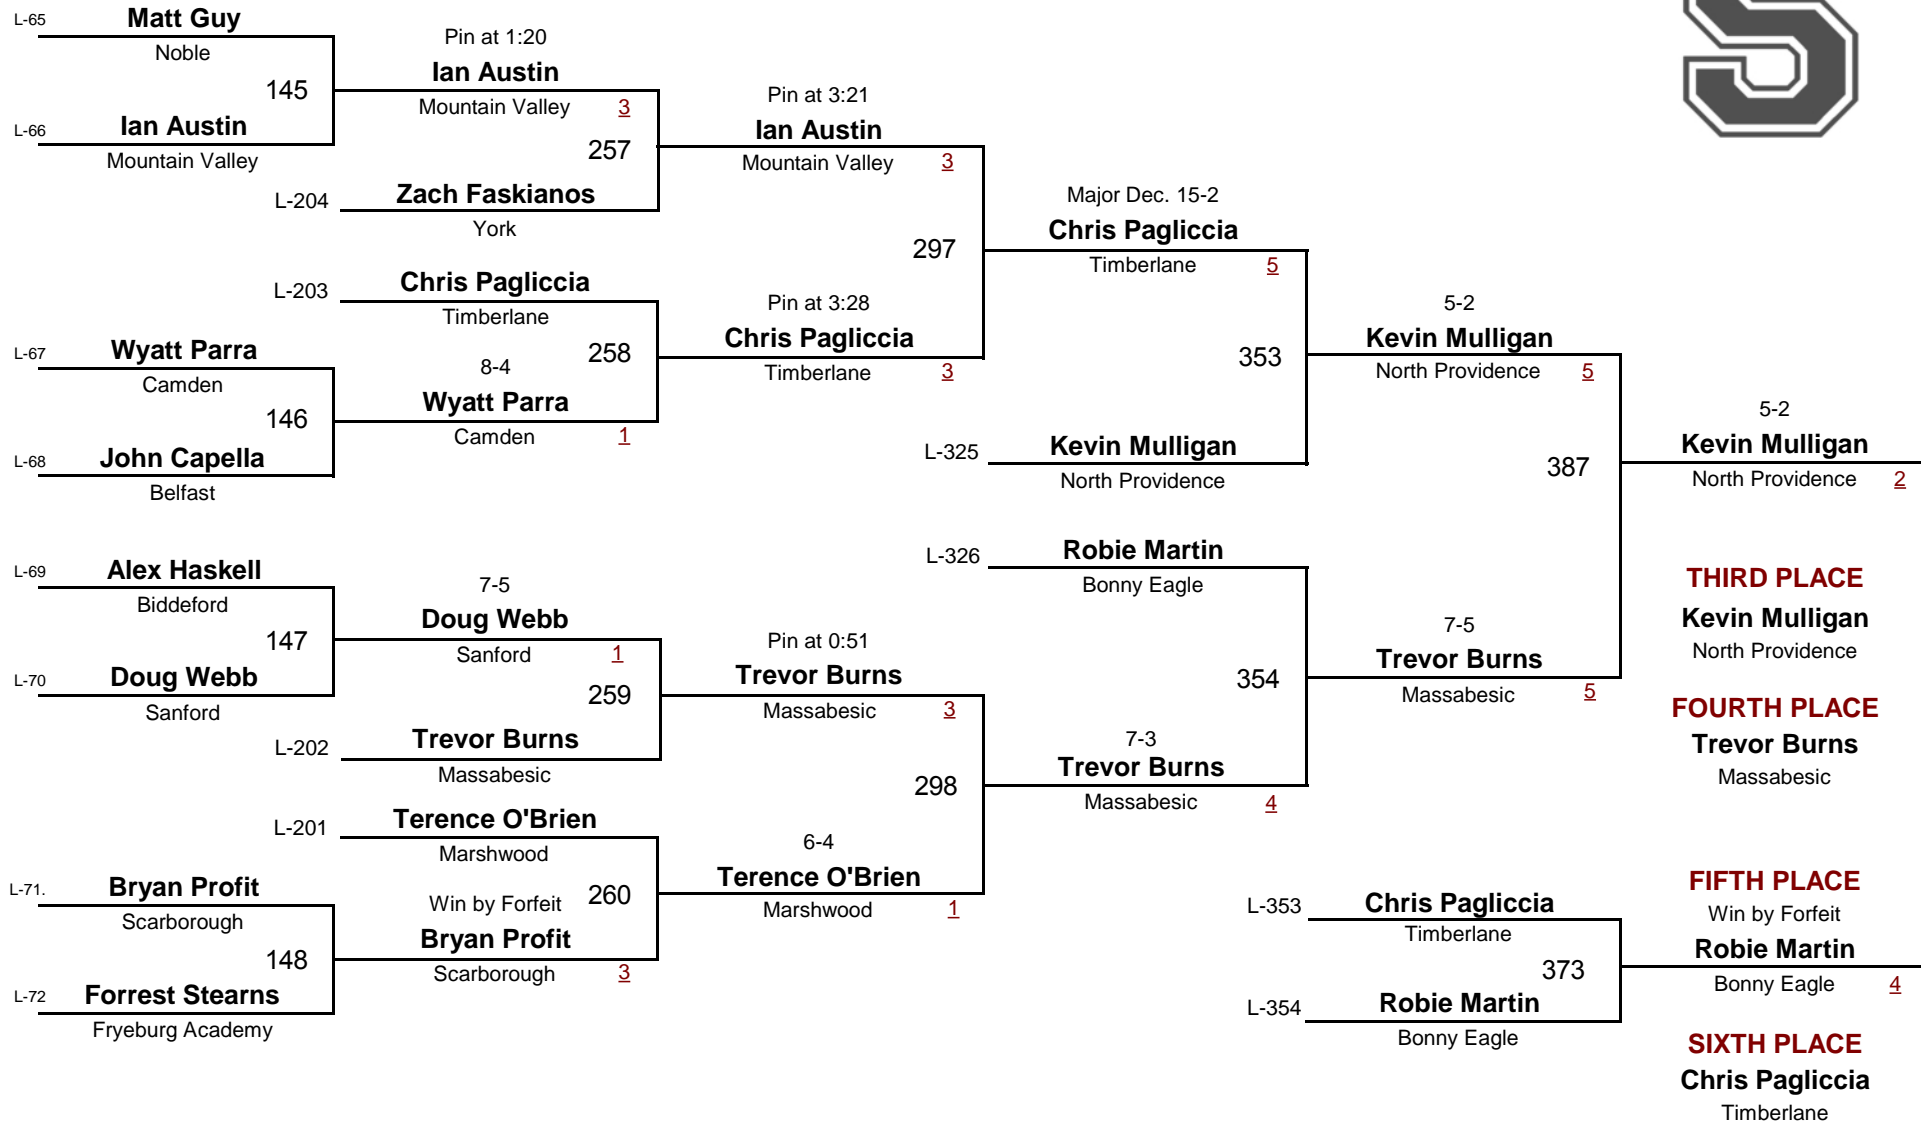 L-65
Matt Guy
Noble
145
L-66
Ian Austin
Mountain Valley
Pin at 1:20
Ian Austin
Mountain Valley 3
257
L-204
Zach Faskianos
York
Pin at 3:21
Ian Austin
Mountain Valley 3
297
L-203
Chris Pagliccia
Timberlane
258
L-67
Wyatt Parra
Camden
146
L-68
John Capella
Belfast
8-4
Wyatt Parra
Camden 1
Pin at 3:28
Chris Pagliccia
Timberlane 3
Major Dec. 15-2
Chris Pagliccia
Timberlane 5
353
L-325
Kevin Mulligan
North Providence
5-2
Kevin Mulligan
North Providence 5
387
5-2
Kevin Mulligan
North Providence 2
L-69
Alex Haskell
Biddeford
147
L-70
Doug Webb
Sanford
7-5
Doug Webb
Sanford 1
259
L-202
Trevor Burns
Massabesic
Pin at 0:51
Trevor Burns
Massabesic 3
298
L-201
Terence O'Brien
Marshwood
260
L-71.
Bryan Profit
Scarborough
148
L-72
Forrest Stearns
Fryeburg Academy
Win by Forfeit
Bryan Profit
Scarborough 3
6-4
Terence O'Brien
Marshwood 1
L-326
Robie Martin
Bonny Eagle
354
7-3
Trevor Burns
Massabesic 4
7-5
Trevor Burns
Massabesic 5
THIRD PLACE
Kevin Mulligan
North Providence
FOURTH PLACE
Trevor Burns
Massabesic
L-353
Chris Pagliccia
Timberlane
373
L-354
Robie Martin
Bonny Eagle
FIFTH PLACE
Win by Forfeit
Robie Martin
Bonny Eagle 4
SIXTH PLACE
Chris Pagliccia
Timberlane
S